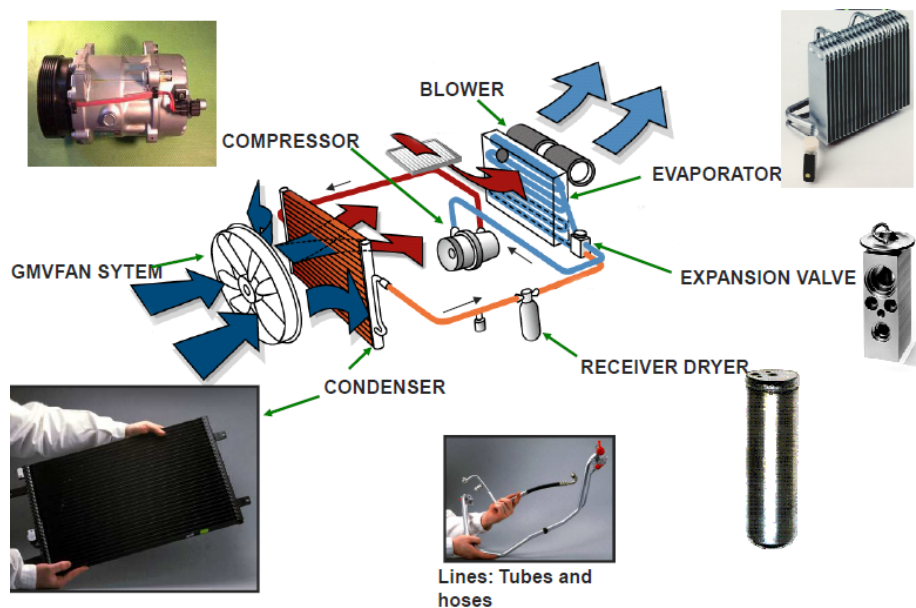 BLOWER
COMPRESSOR
EVAPORATOR
GMVFAN SYTEM
EXPANSION VALVE
RECEIVER DRYER
CONDENSER
Lines: Tubes and
hoses